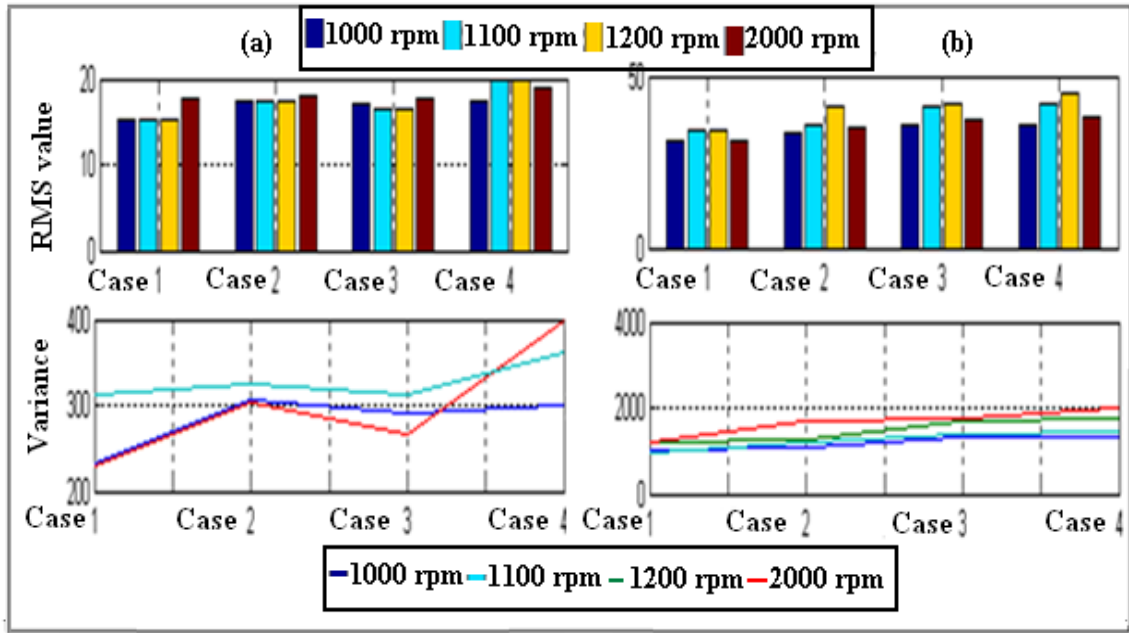 (a)
1000 rpm 1100 rpm 1200 rpm 2000 rpm
(b)
RMS value
20
10
0
Case 1 Case 2 Case 3 Case 4
50
0
Case 1 Case 2 Case 3 Case 4
Variance
400
300
200
Case 1 Case 2 Case 3 Case 4
4000
2000
0
Case 1 Case 2 Case 3 Case 4
1000 rpm 1100 rpm 1200 rpm 2000 rpm